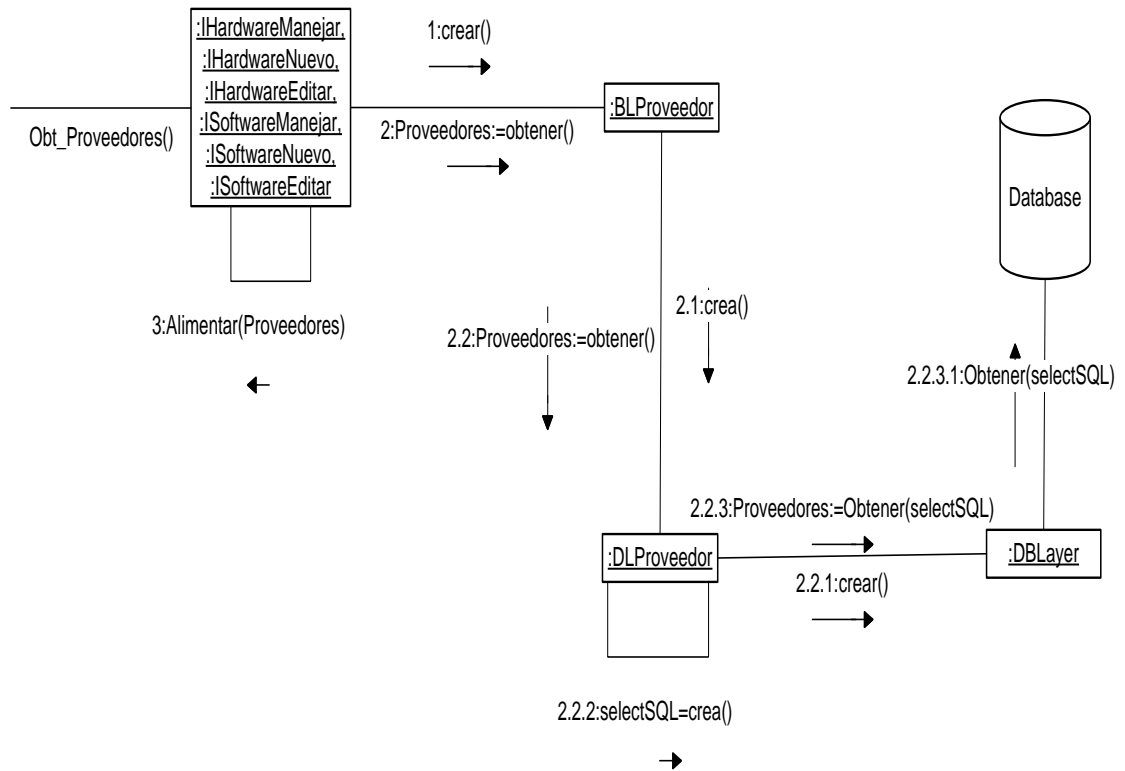 :IHardwareManejar,
:IHardwareNuevo,
:IHardwareEditar,
:ISoftwareManejar,
:ISoftwareNuevo,
:ISoftwareEditar
Obt_Proveedores()
1:crear()
2:Proveedores:=obtener()
:BLProveedor
Database
3:Alimentar(Proveedores)
2.1:crea()
2.2:Proveedores:=obtener()
2.2.3.1:Obtener(selectSQL)
2.2.3:Proveedores:=Obtener(selectSQL)
:DLProveedor
:DBLayer
2.2.1:crear()
2.2.2:selectSQL=crea()